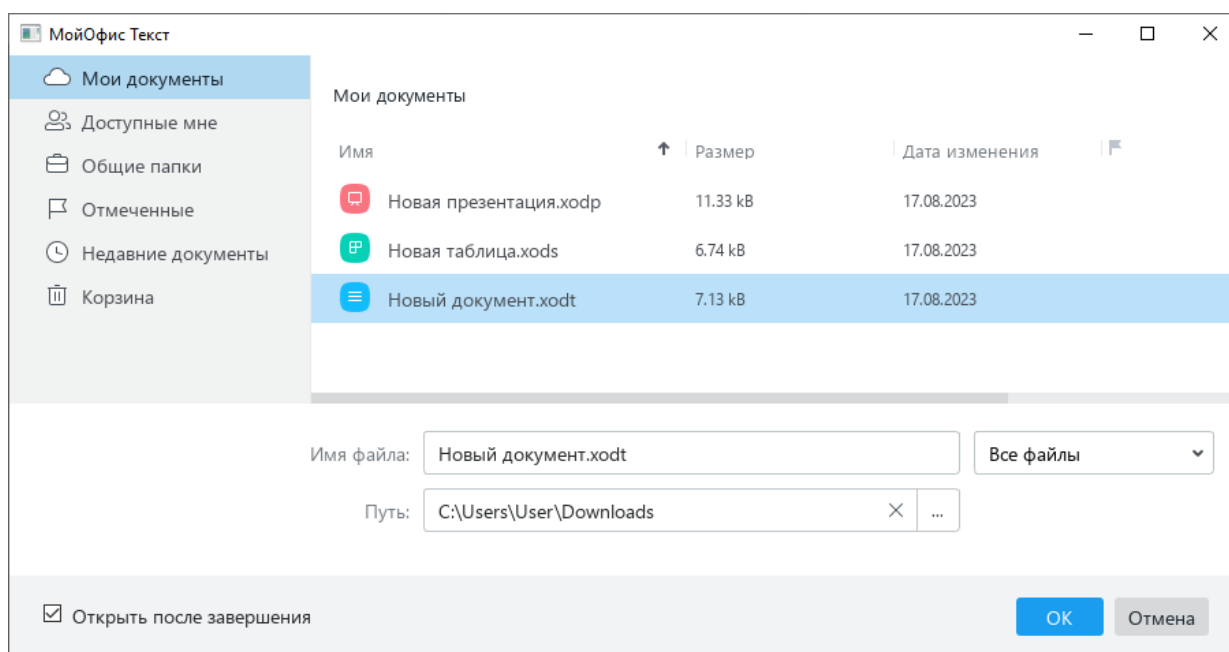 МойОфис Текст
Мои документы
Доступные мне
Общие папки
Отмеченные
Недавние документы
Корзина
Мои документы
Имя Размер Дата изменения
Новая презентация.xodp 11.33 kB 17.08.2023
Новая таблица.xods 6.74 kB 17.08.2023
Новый документ.xodt 7.13 kB 17.08.2023
Имя файла: Новый документ.xodt Все файлы
Путь: C:\Users\User\Downloads ...
Открыть после завершения OK Отмена